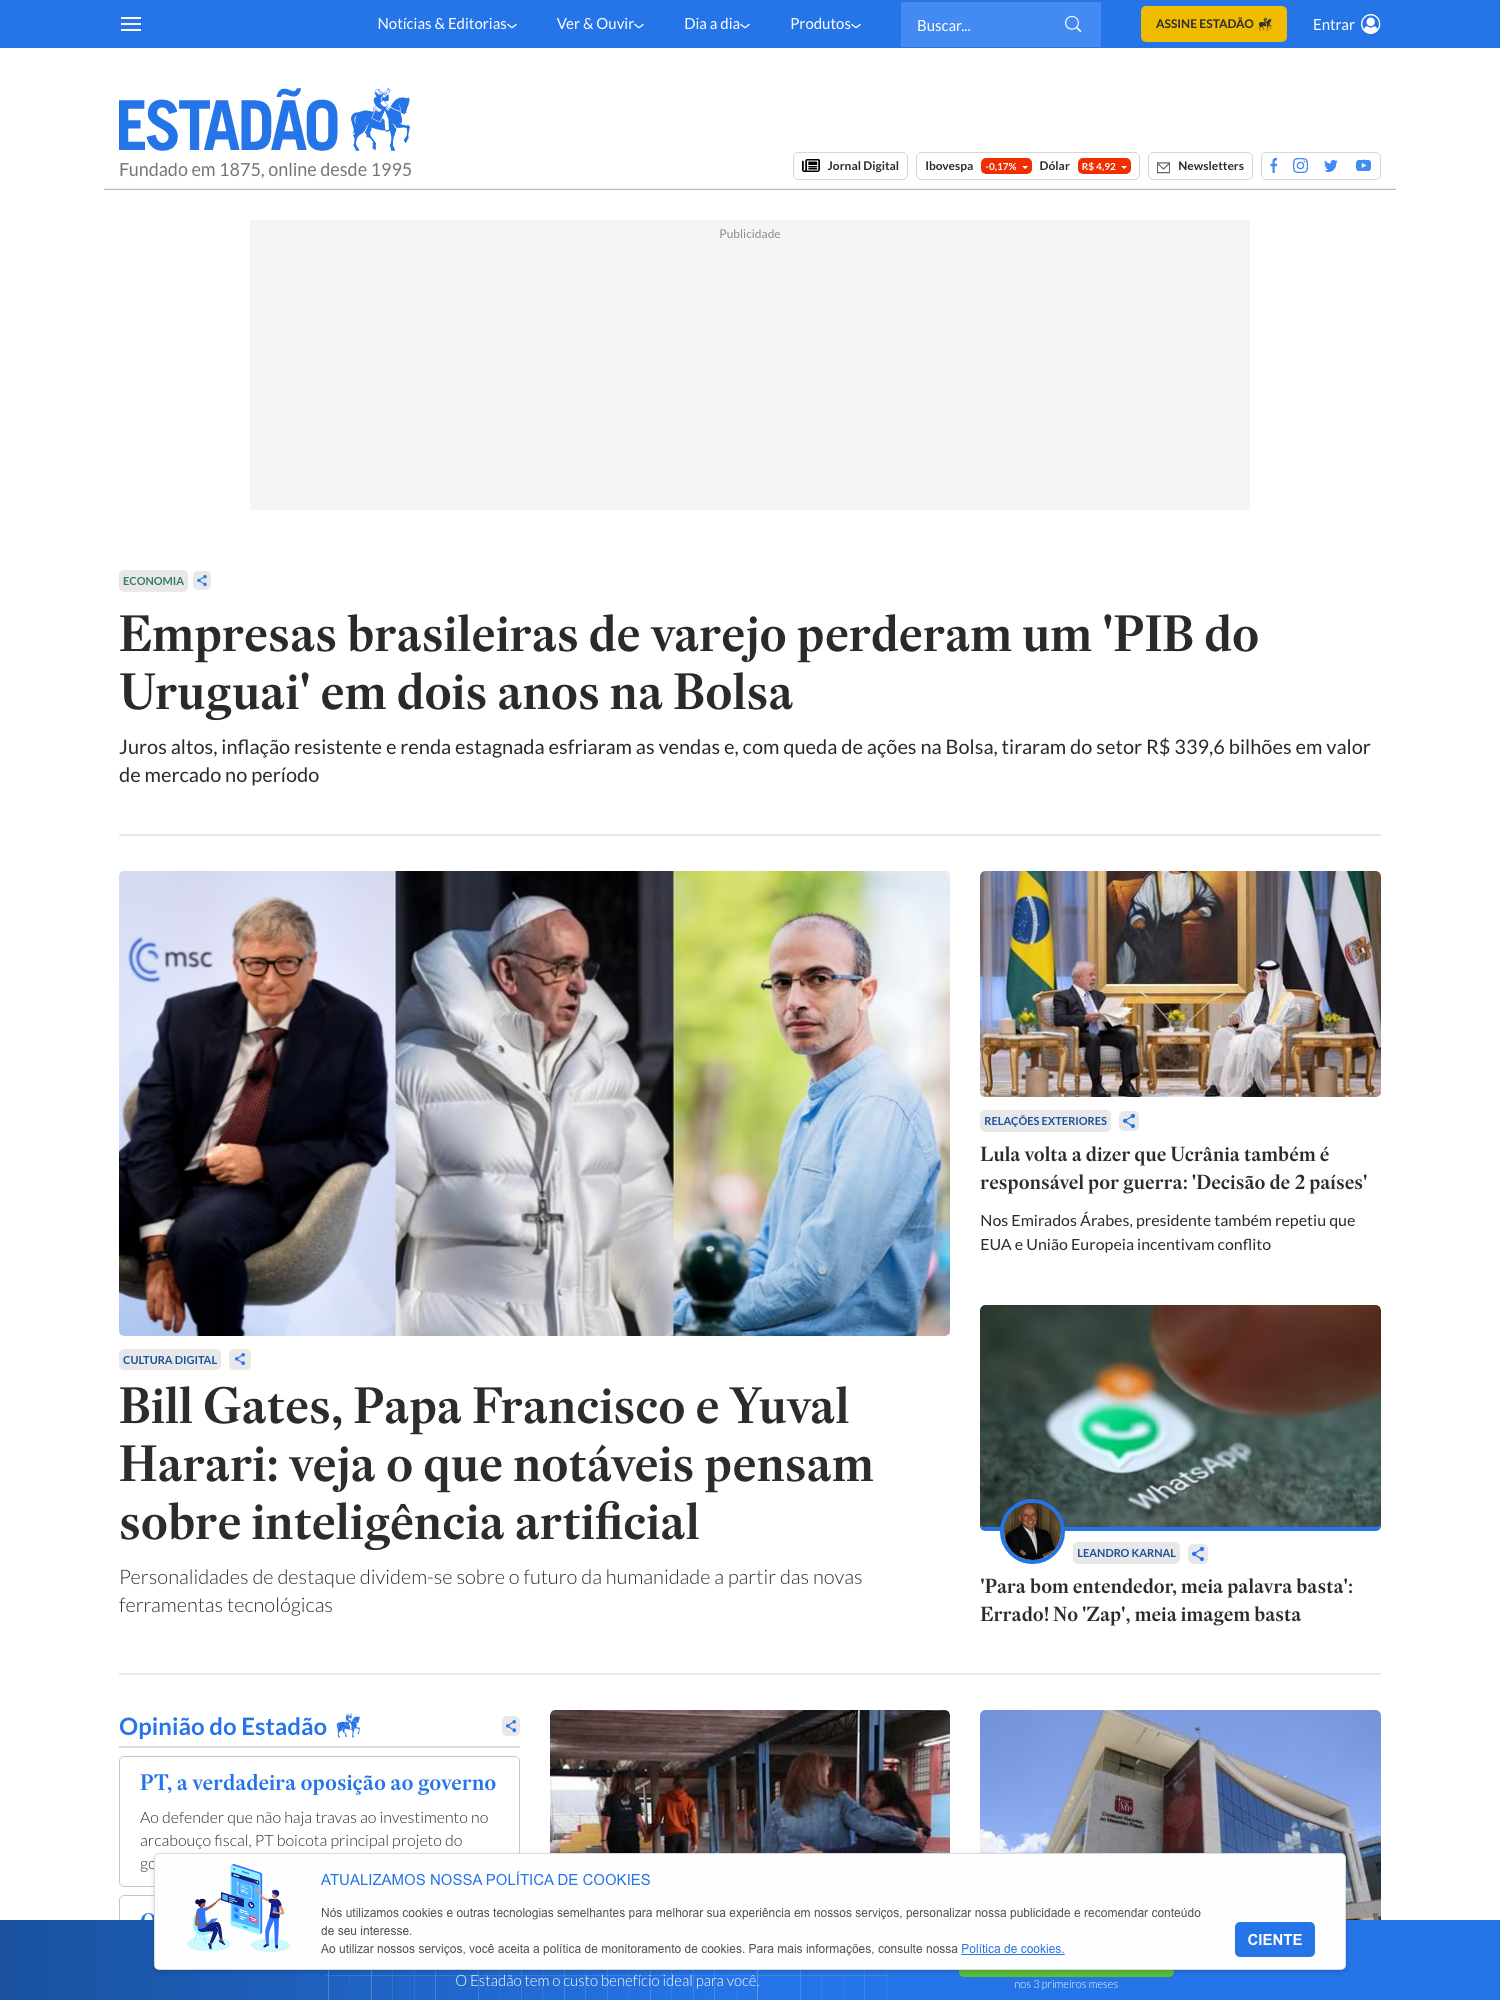 Notícias & Editorias
Ver & Ouvir
Dia a dia
Produtos
Buscar...
ASSINE ESTADÃO
Entrar
ESTADÃO
Fundado em 1875, online desde 1995
Jornal Digital
Ibovespa -0,17% Dólar R$ 4,92
Newsletters
Publicidade
ECONOMIA
Empresas brasileiras de varejo perderam um 'PIB do
Uruguai' em dois anos na Bolsa
Juros altos, inflação resistente e renda estagnada esfriaram as vendas e, com queda de ações na Bolsa, tiraram do setor R$ 339,6 bilhões em valor
de mercado no período
msc
CULTURA DIGITAL
Bill Gates, Papa Francisco e Yuval
Harari: veja o que notáveis pensam
sobre inteligência artificial
Personalidades de destaque dividem-se sobre o futuro da humanidade a partir das novas
ferramentas tecnológicas
RELAÇÕES EXTERIORES
Lula volta a dizer que Ucrânia também é
responsável por guerra: 'Decisão de 2 países'
Nos Emirados Árabes, presidente também repetiu que
EUA e União Europeia incentivam conflito
WhatsApp
LEANDRO KARNAL
'Para bom entendedor, meia palavra basta':
Errado! No 'Zap', meia imagem basta
Opinião do Estadão
PT, a verdadeira oposição ao governo
Ao defender que não haja travas ao investimento no
arcabouço fiscal, PT boicota principal projeto do
ATUALIZAMOS NOSSA POLÍTICA DE COOKIES
Nós utilizamos cookies e outras tecnologias semelhantes para melhorar sua experiência em nossos serviços, personalizar nossa publicidade e recomendar conteúdo
de seu interesse.
Ao utilizar nossos serviços, você aceita a política de monitoramento de cookies. Para mais informações, consulte nossa Política de cookies.
CIENTE
O Estadão tem o custo benefício ideal para você.
nos 3 primeiros meses